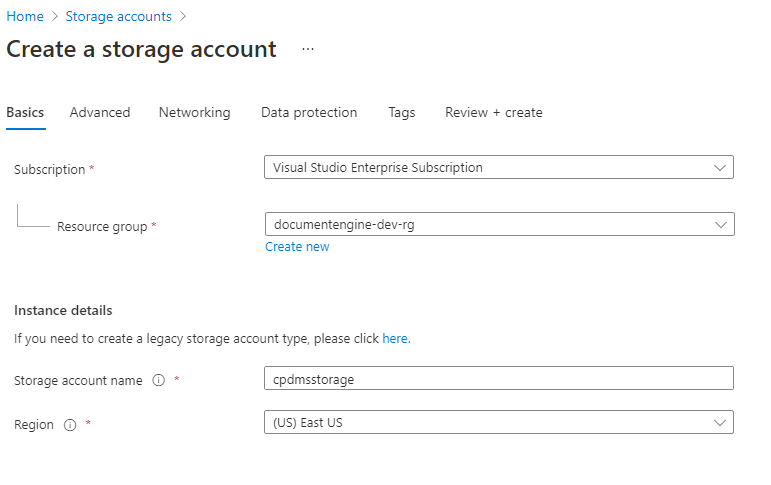 Home > Storage accounts >
Create a storage account ...
Basics Advanced Networking Data protection Tags Review + create
Subscription * Visual Studio Enterprise Subscription
Resource group * documentengine-dev-rg
Create new
Instance details
If you need to create a legacy storage account type, please click here.
Storage account name * cpdmsstorage
Region * (US) East US